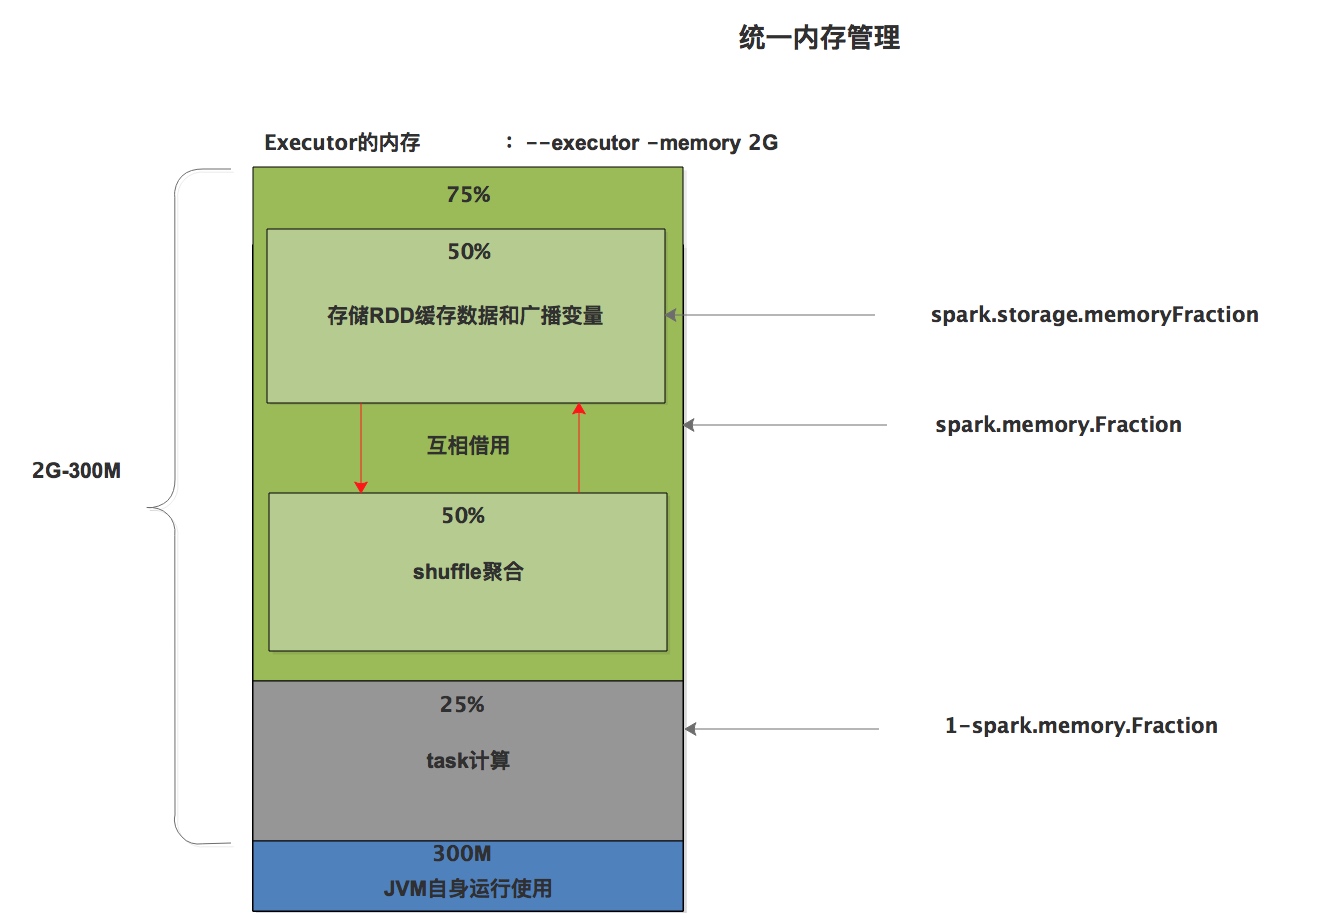 统一内存管理
Executor的内存 : --executor -memory 2G
75%
50%
存储RDD缓存数据和广播变量
spark.storage.memoryFraction
互相借用
spark.memory.Fraction
2G-300M
50%
shuffle聚合
25%
1-spark.memory.Fraction
task计算
300M
JVM自身运行使用